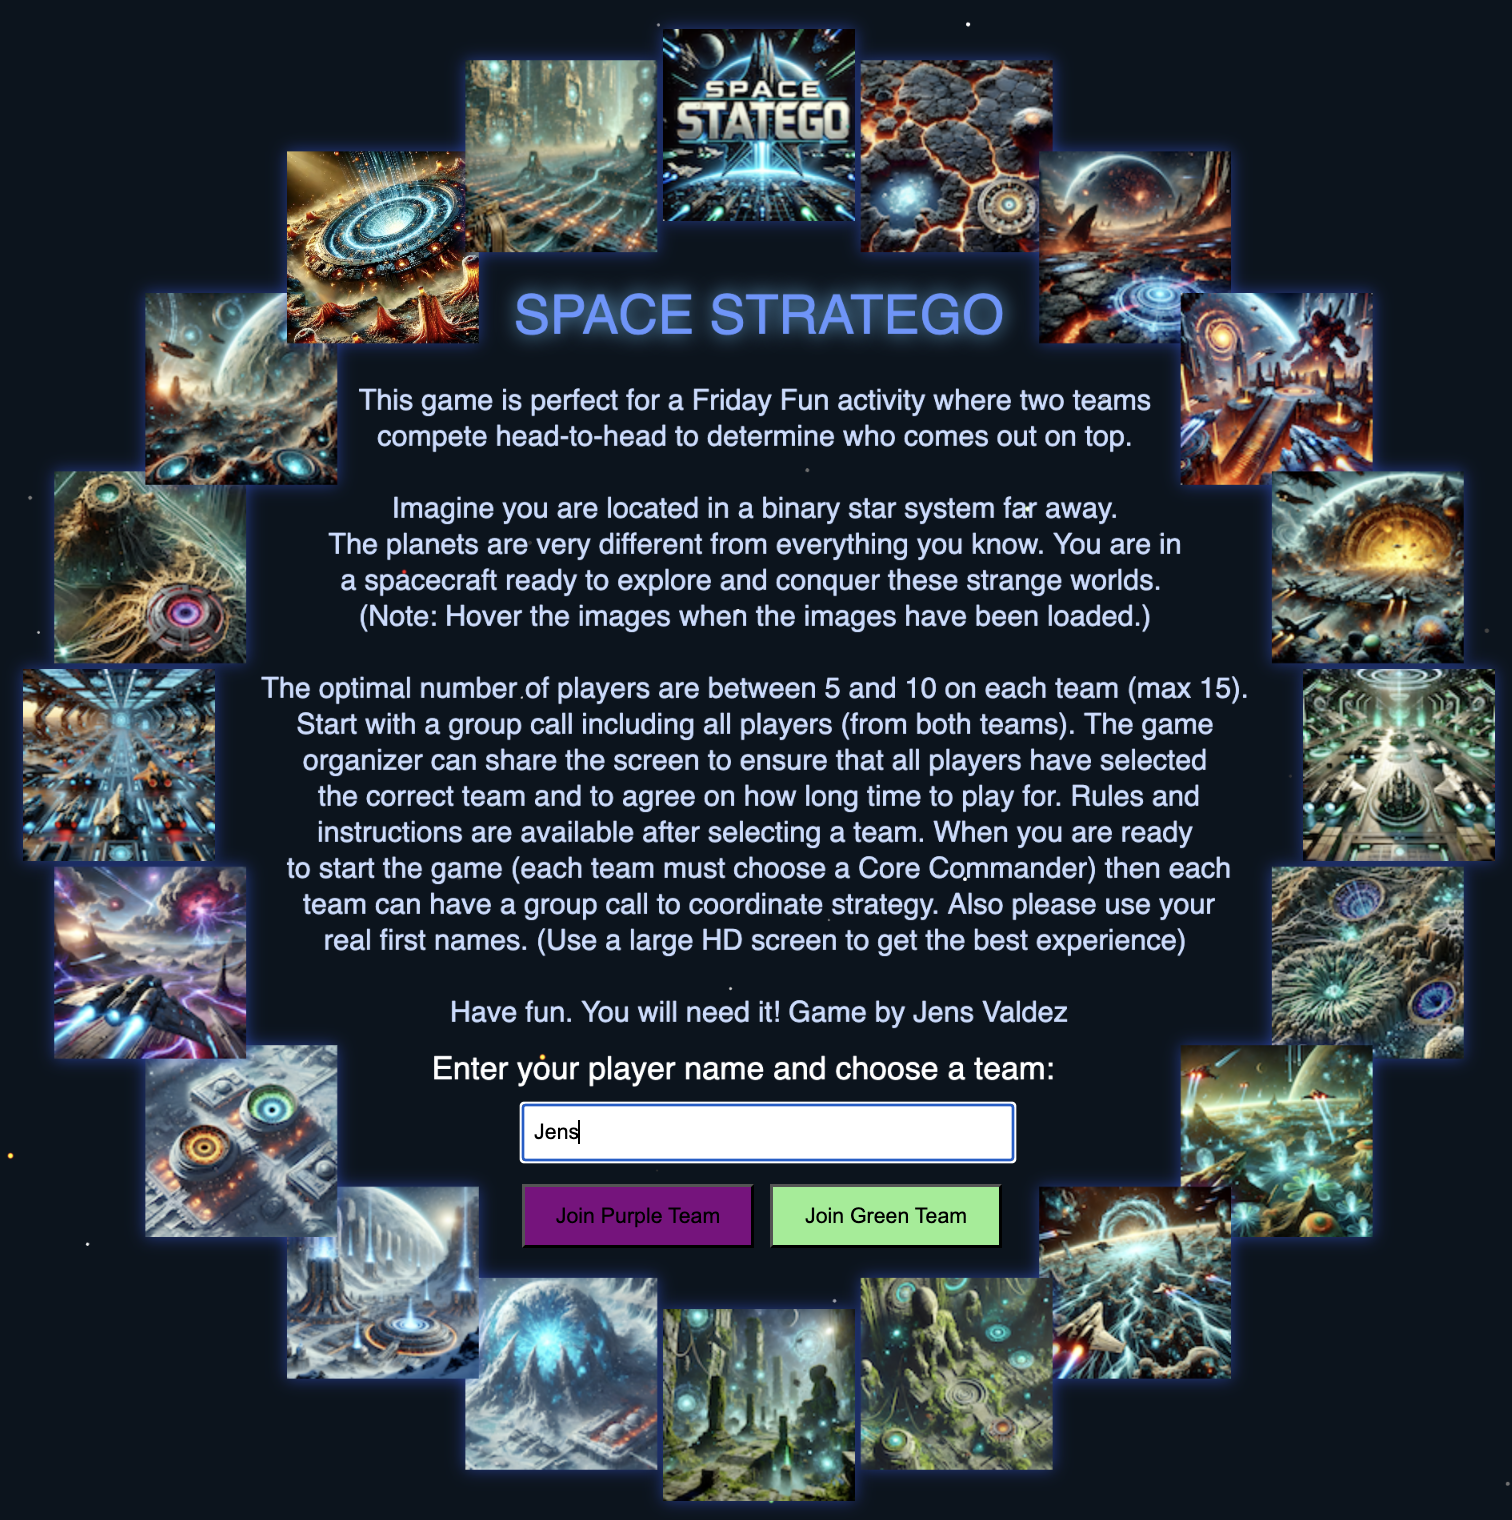 SPACE
STATEGO
SPACE STRATEGO
This game is perfect for a Friday Fun activity where two teams
compete head-to-head to determine who comes out on top.
Imagine you are located in a binary star system far away.
The planets are very different from everything you know. You are in
a spacecraft ready to explore and conquer these strange worlds.
(Note: Hover the images when the images have been loaded.)
The optimal number of players are between 5 and 10 on each team (max 15).
Start with a group call including all players (from both teams). The game
organizer can share the screen to ensure that all players have selected
the correct team and to agree on how long time to play for. Rules and
instructions are available after selecting a team. When you are ready
to start the game (each team must choose a Core Commander) then each
team can have a group call to coordinate strategy. Also please use your
real first names. (Use a large HD screen to get the best experience)
Have fun. You will need it! Game by Jens Valdez
Enter your player name and choose a team:
Jens
Join Purple Team
Join Green Team